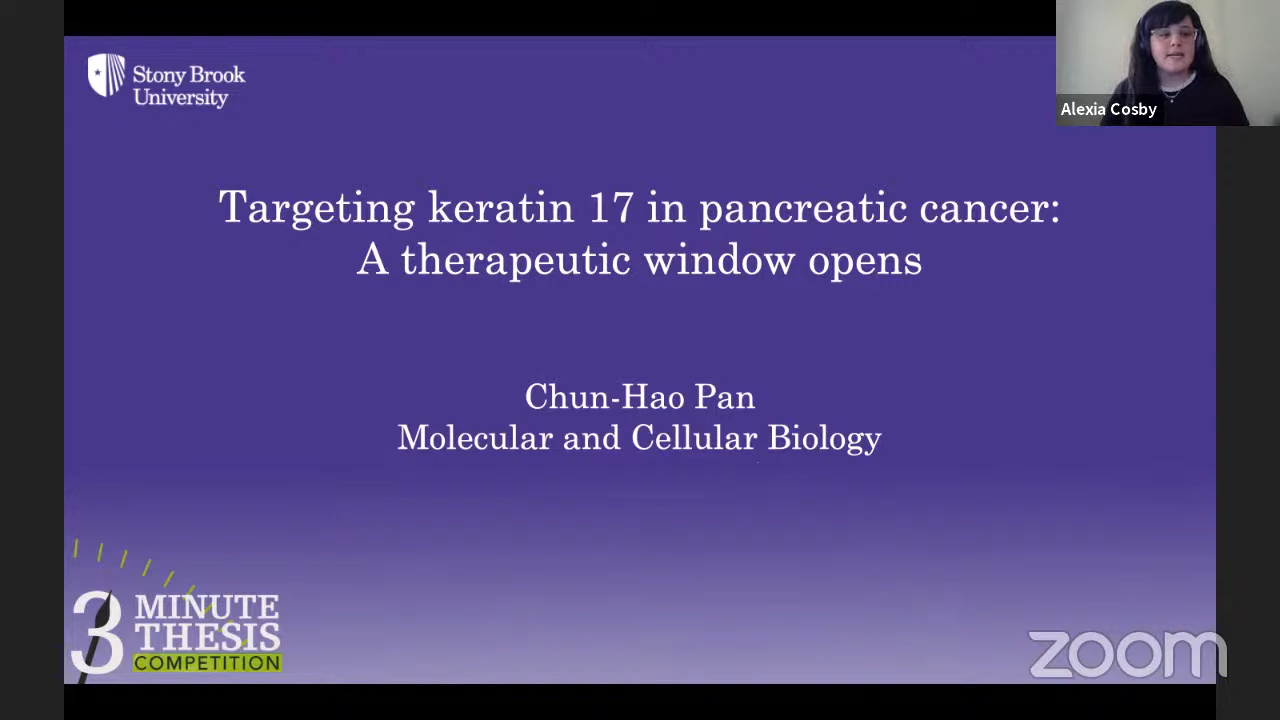 Stony Brook
University
Alexia Cosby
Targeting keratin 17 in pancreatic cancer:
A therapeutic window opens
Chun-Hao Pan
Molecular and Cellular Biology
3 MINUTE
THESIS
COMPETITION
zoom